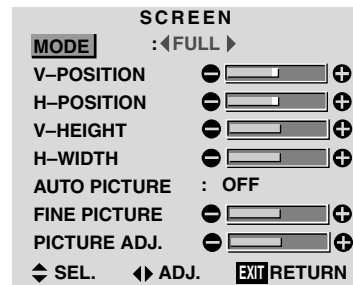 SCREEN
MODE : FULL
V–POSITION
H–POSITION
V–HEIGHT
H–WIDTH
AUTO PICTURE : OFF
FINE PICTURE
PICTURE ADJ.
SEL. ADJ. EXIT RETURN